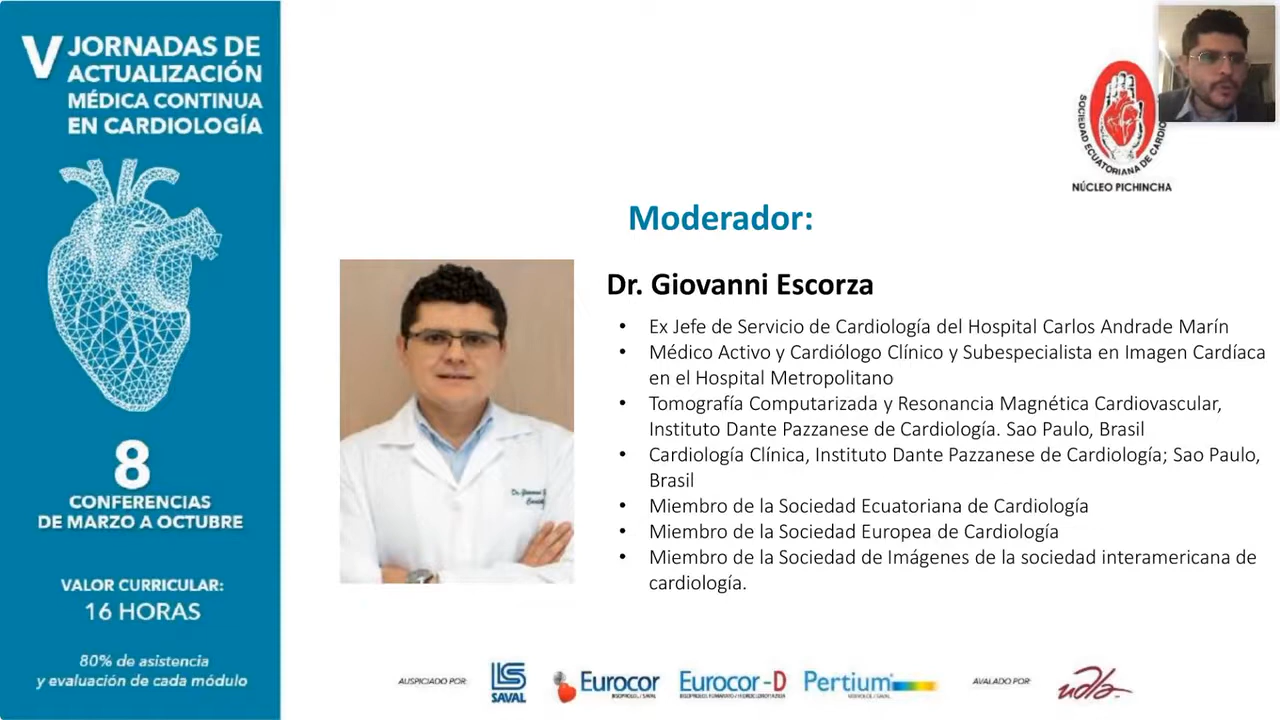 V JORNADAS DE
ACTUALIZACIÓN
MÉDICA CONTINUA
EN CARDIOLOGÍA
8
CONFERENCIAS
DE MARZO A OCTUBRE
VALOR CURRICULAR:
16 HORAS
80% de asistencia
y evaluación de cada módulo
SOCIEDAD ECUATORIANA DE CARDIO
NÚCLEO PICHINCHA
Moderador:
Dr. Giovanni Escorza
• Ex Jefe de Servicio de Cardiología del Hospital Carlos Andrade Marín
• Médico Activo y Cardiólogo Clínico y Subespecialista en Imagen Cardíaca
en el Hospital Metropolitano
• Tomografía Computarizada y Resonancia Magnética Cardiovascular,
Instituto Dante Pazzanese de Cardiología. Sao Paulo, Brasil
• Cardiología Clínica, Instituto Dante Pazzanese de Cardiología; Sao Paulo,
Brasil
• Miembro de la Sociedad Ecuatoriana de Cardiología
• Miembro de la Sociedad Europea de Cardiología
• Miembro de la Sociedad de Imágenes de la sociedad interamericana de
cardiología.
AUSPICIADO POR:
SAVAL
Eurocor
BISOPROLOL / SAVAL
Eurocor-D
BISOPROLOL FUMARATO / HIDROCLOROTIAZIDA
Pertium
AVALADO POR:
udla